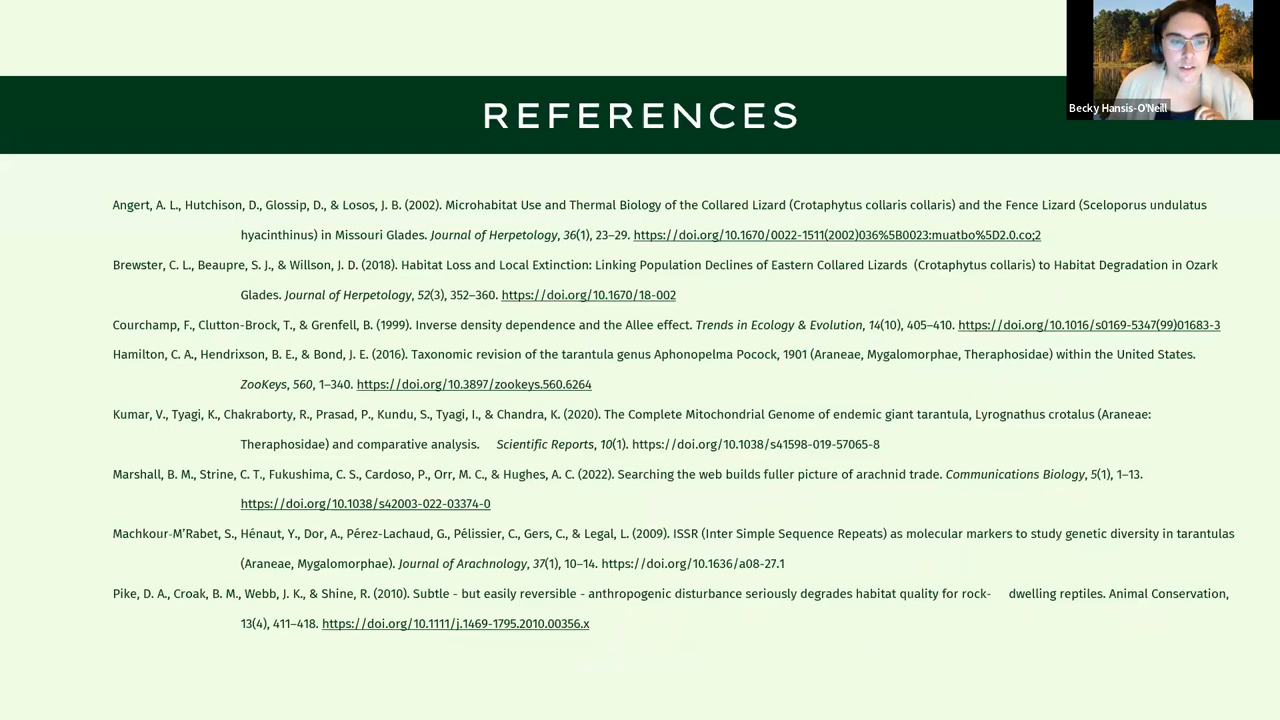 REFERENCES
Becky Hansis-O'Neill
Angert, A. L., Hutchison, D., Glossip, D., & Losos, J. B. (2002). Microhabitat Use and Thermal Biology of the Collared Lizard (Crotaphytus collaris collaris) and the Fence Lizard (Sceloporus undulatus
hyacinthinus) in Missouri Glades. Journal of Herpetology, 36(1), 23–29. https://doi.org/10.1670/0022-1511(2002)036%5B0023:muatbo%5D2.0.co;2
Brewster, C. L., Beaupre, S. J., & Willson, J. D. (2018). Habitat Loss and Local Extinction: Linking Population Declines of Eastern Collared Lizards (Crotaphytus collaris) to Habitat Degradation in Ozark
Glades. Journal of Herpetology, 52(3), 352–360. https://doi.org/10.1670/18-002
Courchamp, F., Clutton-Brock, T., & Grenfell, B. (1999). Inverse density dependence and the Allee effect. Trends in Ecology & Evolution, 14(10), 405–410. https://doi.org/10.1016/s0169-5347(99)01683-3
Hamilton, C. A., Hendrixson, B. E., & Bond, J. E. (2016). Taxonomic revision of the tarantula genus Aphonopelma Pocock, 1901 (Araneae, Mygalomorphae, Theraphosidae) within the United States.
ZooKeys, 560, 1–340. https://doi.org/10.3897/zookeys.560.6264
Kumar, V., Tyagi, K., Chakraborty, R., Prasad, P., Kundu, S., Tyagi, I., & Chandra, K. (2020). The Complete Mitochondrial Genome of endemic giant tarantula, Lyrognathus crotalus (Araneae:
Theraphosidae) and comparative analysis. Scientific Reports, 10(1). https://doi.org/10.1038/s41598-019-57065-8
Marshall, B. M., Strine, C. T., Fukushima, C. S., Cardoso, P., Orr, M. C., & Hughes, A. C. (2022). Searching the web builds fuller picture of arachnid trade. Communications Biology, 5(1), 1–13.
https://doi.org/10.1038/s42003-022-03374-0
Machkour-M'Rabet, S., Hénaut, Y., Dor, A., Pérez-Lachaud, G., Pélissier, C., Gers, C., & Legal, L. (2009). ISSR (Inter Simple Sequence Repeats) as molecular markers to study genetic diversity in tarantulas
(Araneae, Mygalomorphae). Journal of Arachnology, 37(1), 10–14. https://doi.org/10.1636/a08-27.1
Pike, D. A., Croak, B. M., Webb, J. K., & Shine, R. (2010). Subtle - but easily reversible - anthropogenic disturbance seriously degrades habitat quality for rock- dwelling reptiles. Animal Conservation,
13(4), 411–418. https://doi.org/10.1111/j.1469-1795.2010.00356.x